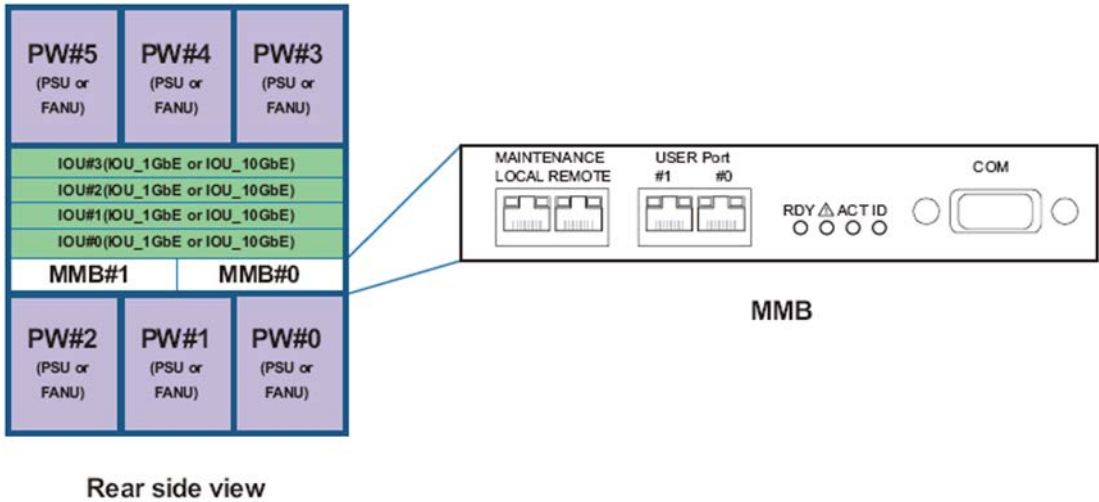 PW#5 PW#4 PW#3
(PSU or (PSU or (PSU or
FANU) FANU) FANU)
IOU#3(IOU_1GbE or IOU_10GbE)
IOU#2(IOU_1GbE or IOU_10GbE)
IOU#1(IOU_1GbE or IOU_10GbE)
IOU#0(IOU_1GbE or IOU_10GbE)
MMB#1 MMB#0
PW#2 PW#1 PW#0
(PSU or (PSU or (PSU or
FANU) FANU) FANU)
Rear side view
MAINTENANCE USER Port COM
LOCAL REMOTE #1 #0
RDY ⚠ ACT ID
MMB